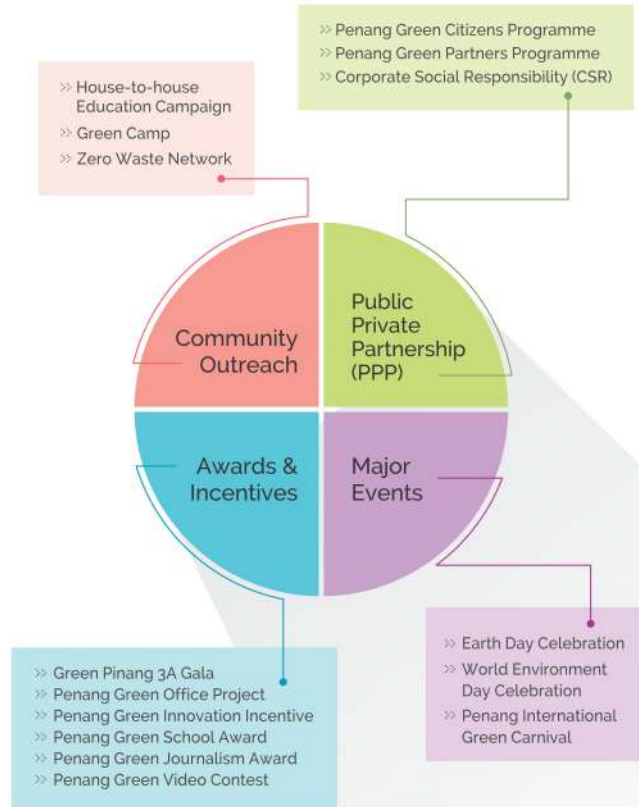 >> Penang Green Citizens Programme
>> Penang Green Partners Programme
>> Corporate Social Responsibility (CSR)
>> House-to-house
Education Campaign
>> Green Camp
>> Zero Waste Network
Community
Outreach
Public
Private
Partnership
(PPP)
Awards &
Incentives
Major
Events
>> Green Pinang 3A Gala
>> Penang Green Office Project
>> Penang Green Innovation Incentive
>> Penang Green School Award
>> Penang Green Journalism Award
>> Penang Green Video Contest
>> Earth Day Celebration
>> World Environment
Day Celebration
>> Penang International
Green Carnival